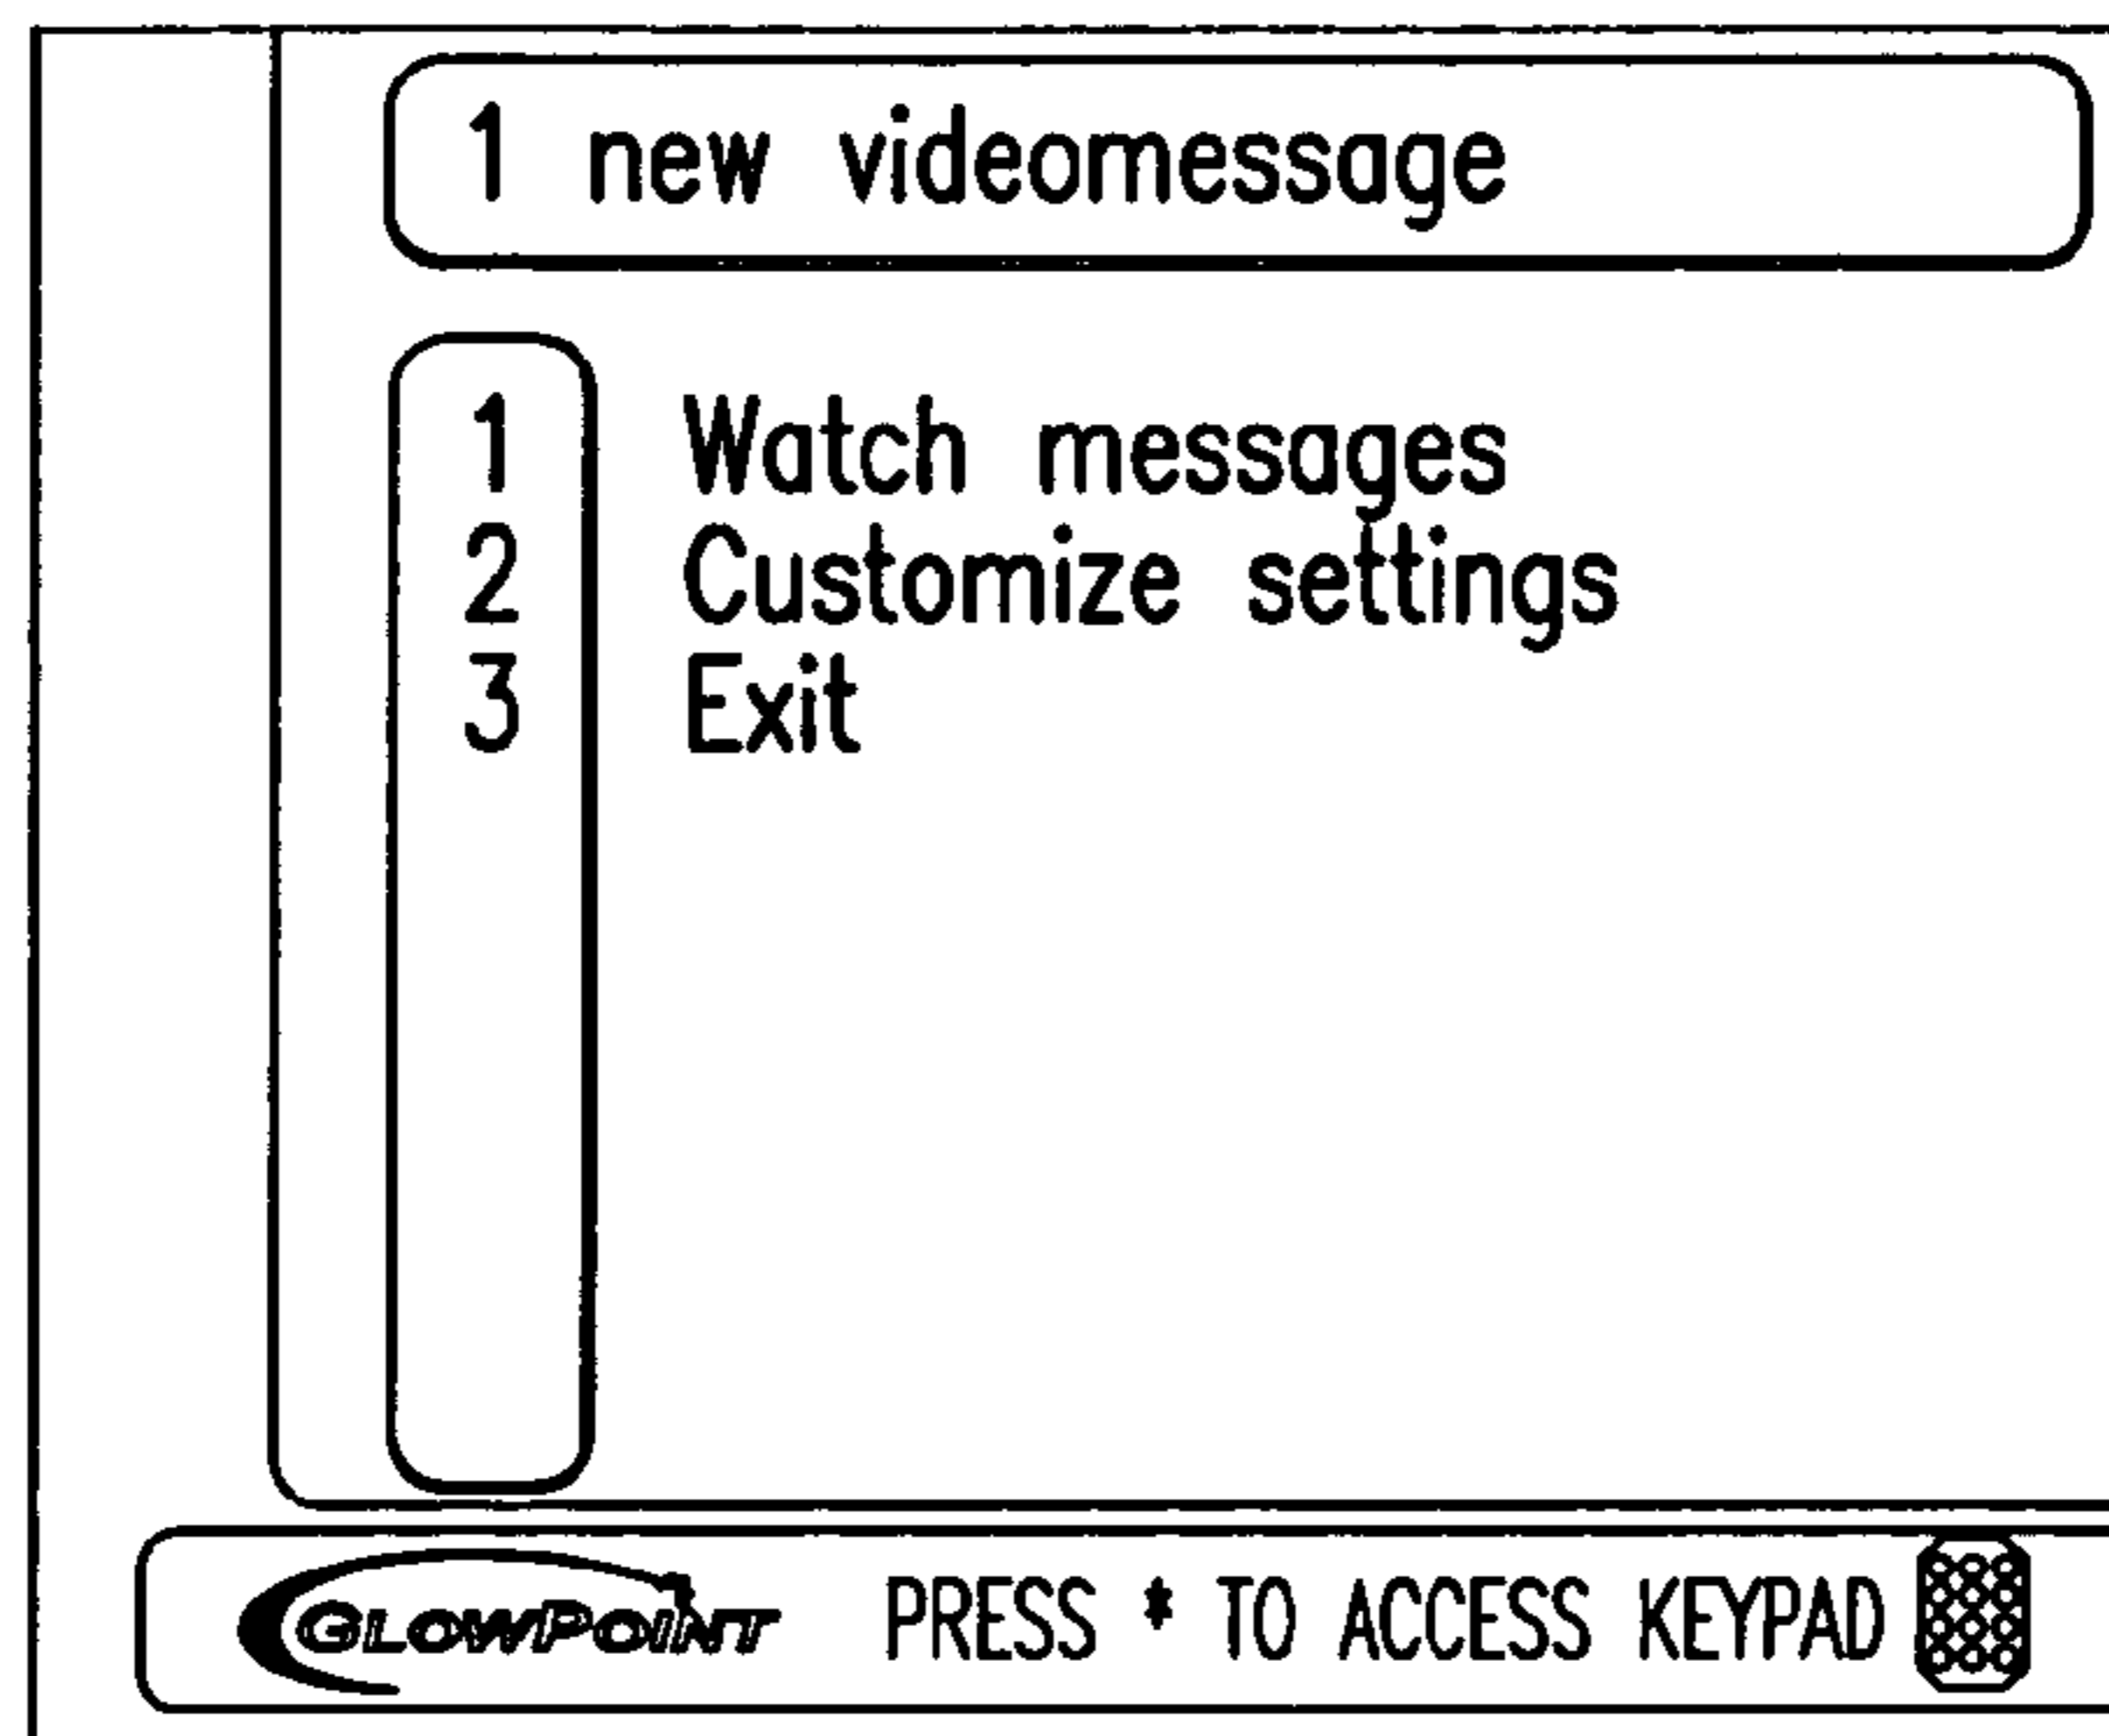 1 new videomessage
1 Watch messages
2 Customize settings
3 Exit
GLOWPOINT PRESS * TO ACCESS KEYPAD